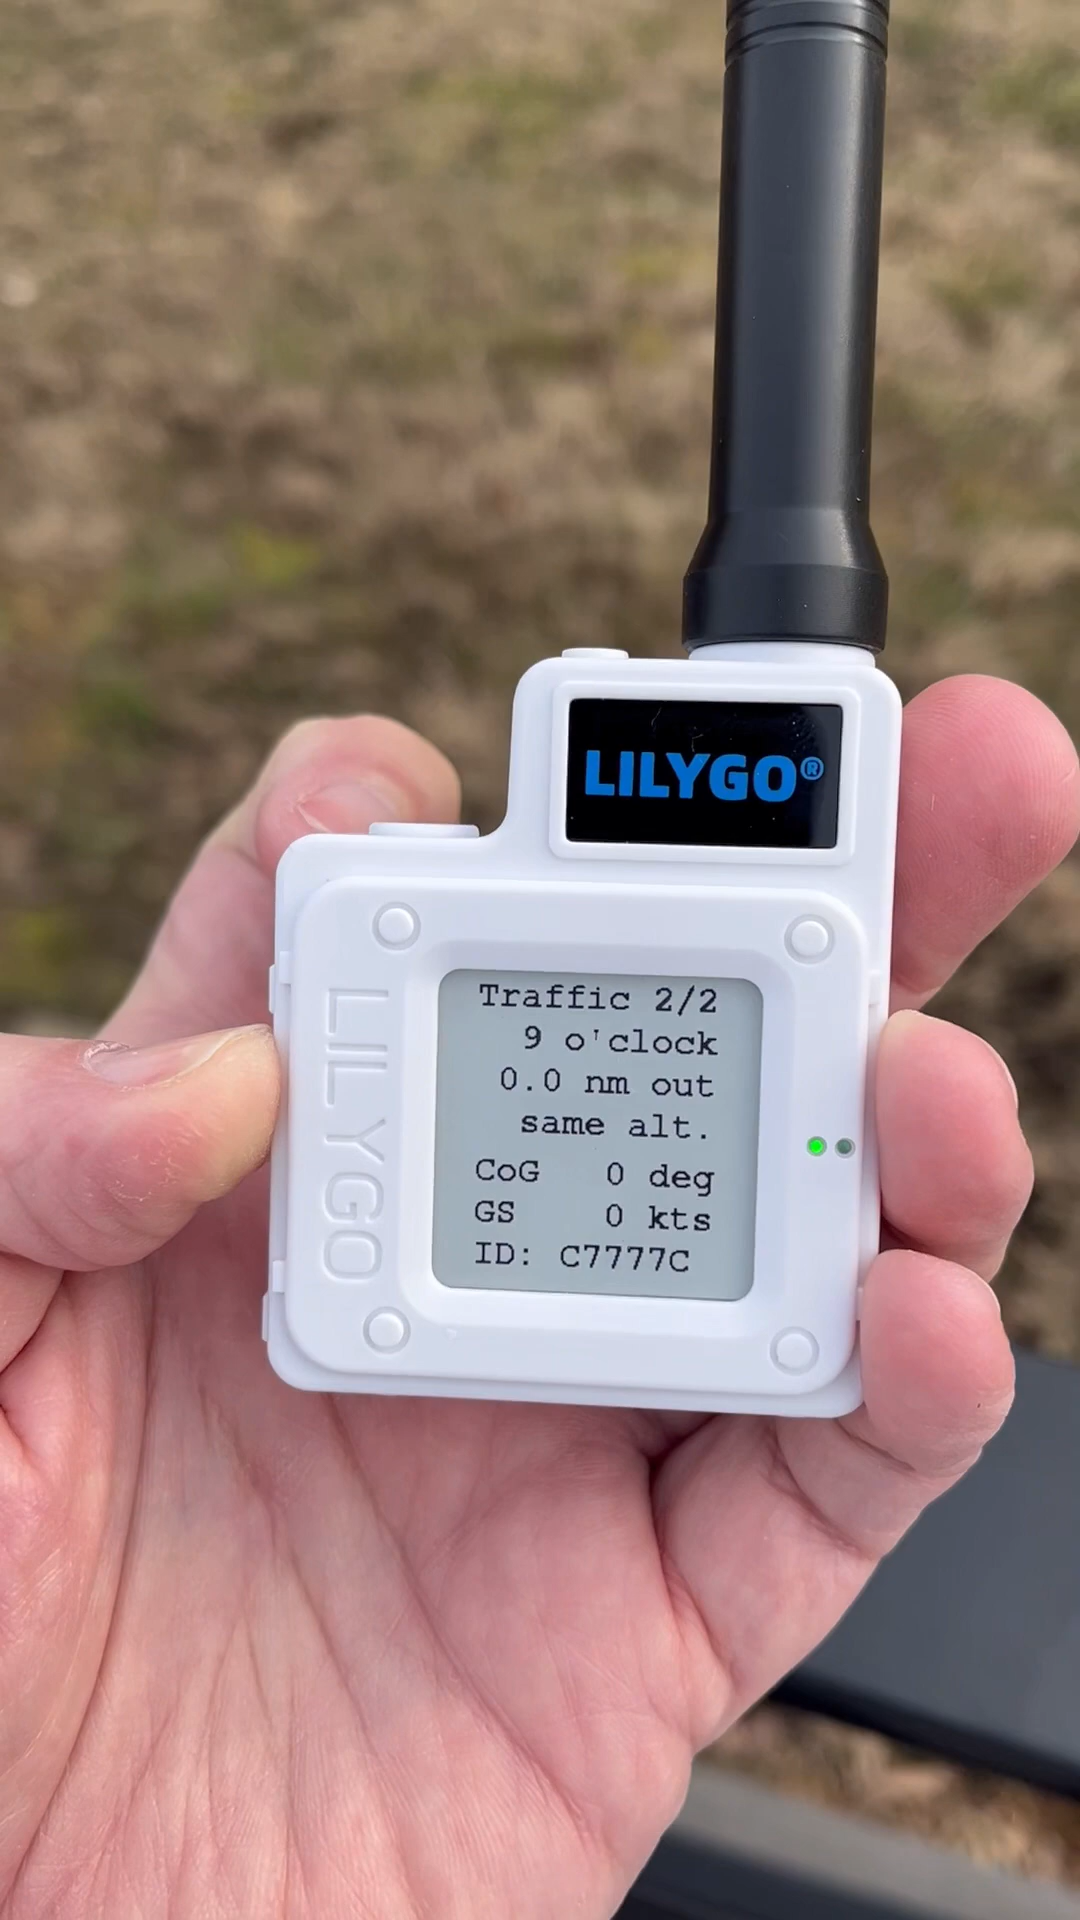 LILYGO®
LILYGO
Traffic 2/2
9 o'clock
0.0 nm out
same alt.
CoG 0 deg
GS 0 kts
ID: C7777C